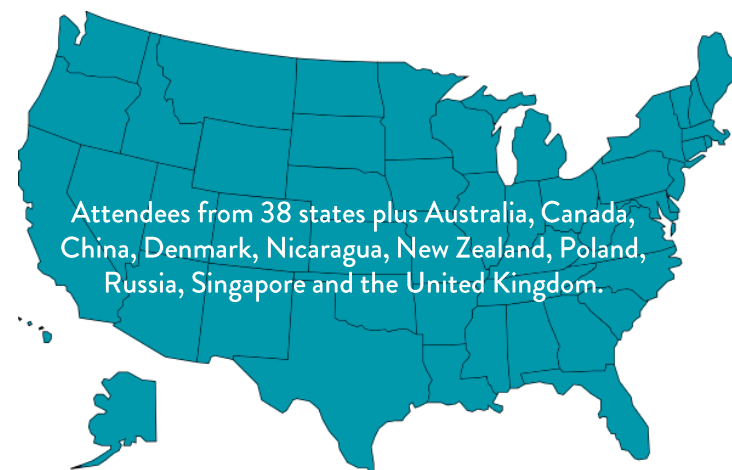 Attendees from 38 states plus Australia, Canada,
China, Denmark, Nicaragua, New Zealand, Poland,
Russia, Singapore and the United Kingdom.